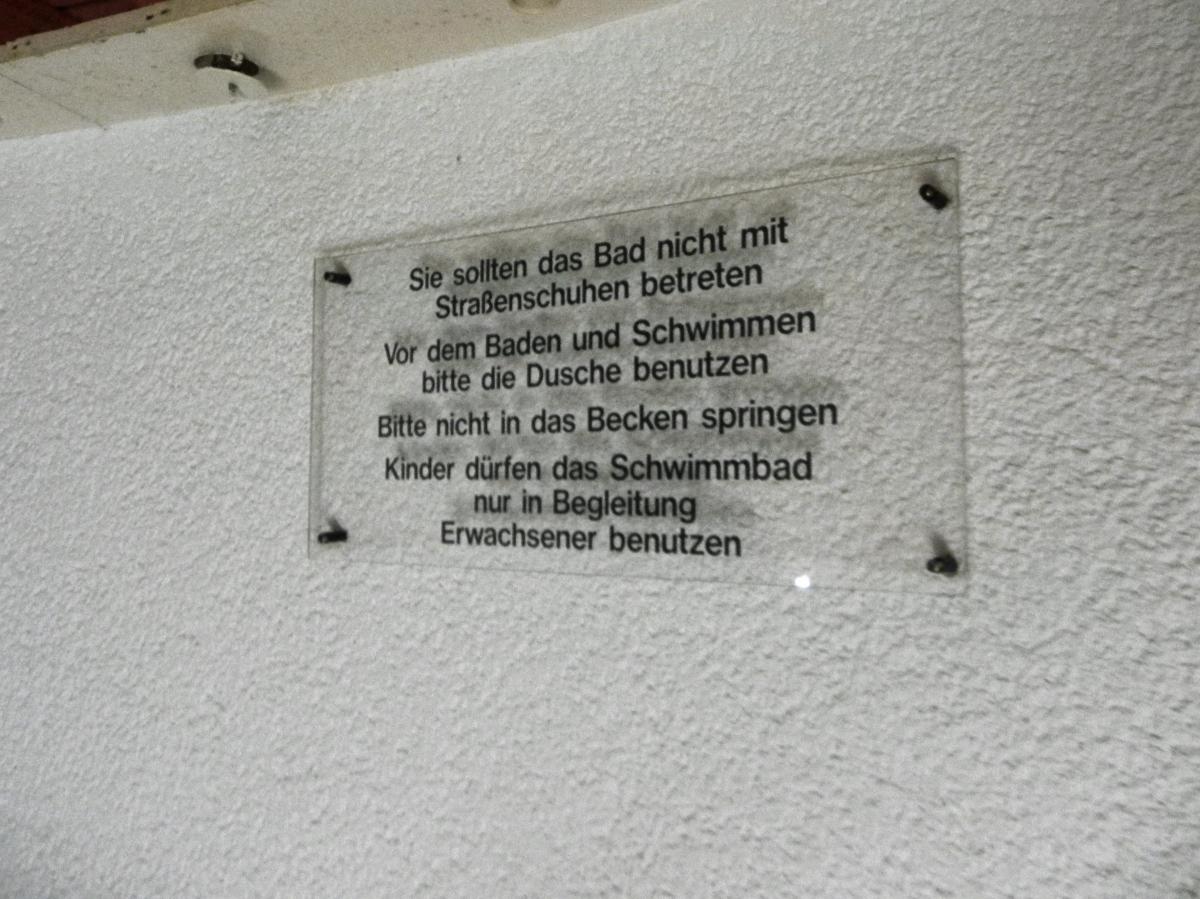 Sie sollten das Bad nicht mit
Straßenschuhen betreten
Vor dem Baden und Schwimmen
bitte die Dusche benutzen
Bitte nicht in das Becken springen
Kinder dürfen das Schwimmbad
nur in Begleitung
Erwachsener benutzen